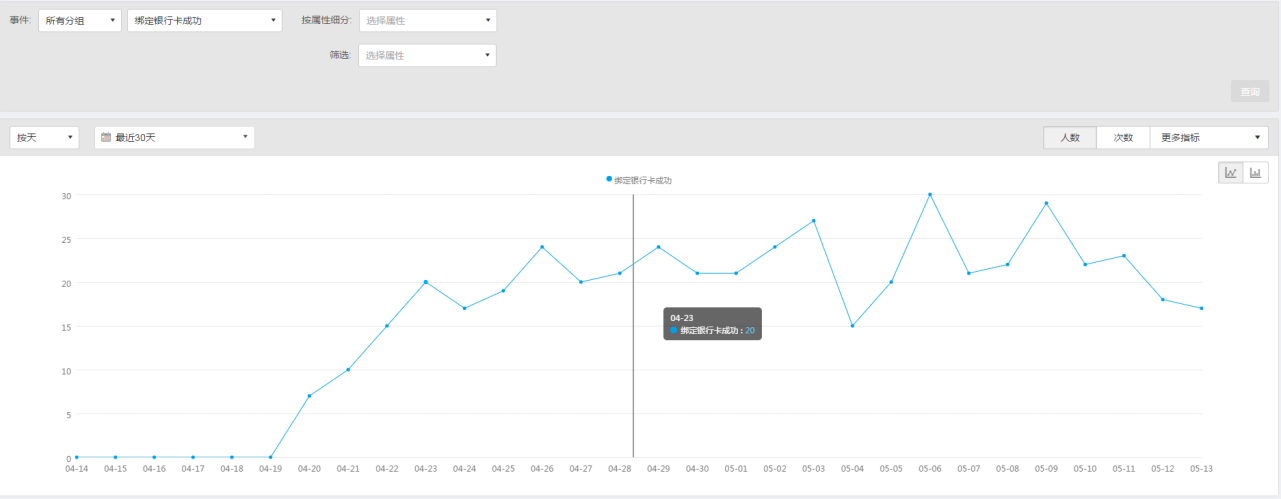 事件: 所有分组 绑定银行卡成功 按属性细分: 选择属性
筛选: 选择属性
查询
按天 最近30天 人数 次数 更多指标
绑定银行卡成功
30
25
20
15
10
5
0
04-23
绑定银行卡成功 : 20
04-14 04-15 04-16 04-17 04-18 04-19 04-20 04-21 04-22 04-23 04-24 04-25 04-26 04-27 04-28 04-29 04-30 05-01 05-02 05-03 05-04 05-05 05-06 05-07 05-08 05-09 05-10 05-11 05-12 05-13